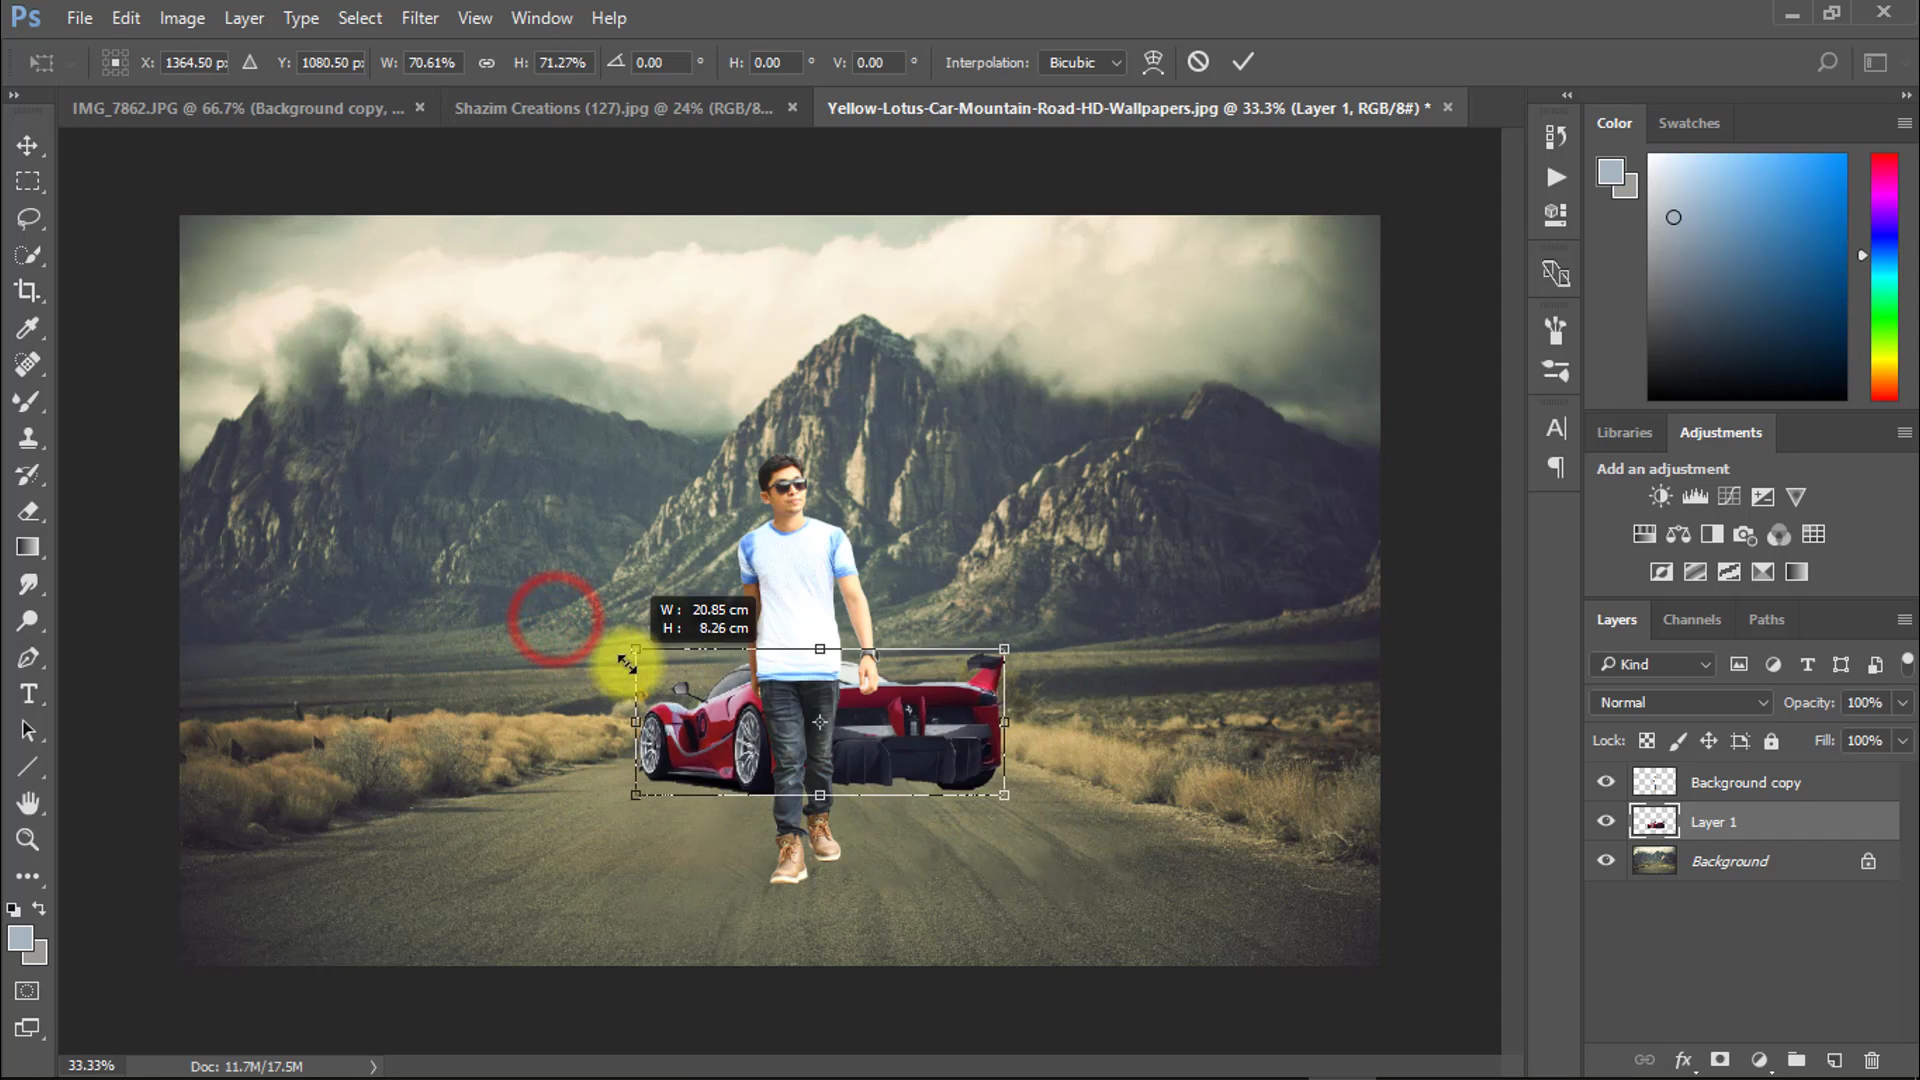 Ps File Edit Image Layer Type Select Filter View Window Help
X: 1364.50 px Y: 1080.50 px W: 70.61% H: 71.27% 0.00 ° H: 0.00 ° V: 0.00 ° Interpolation: Bicubic
IMG_7862.JPG @ 66.7% (Background copy, ... × Shazim Creations (127).jpg @ 24% (RGB/8... × Yellow-Lotus-Car-Mountain-Road-HD-Wallpapers.jpg @ 33.3% (Layer 1, RGB/8#) * ×
Color Swatches
Libraries Adjustments
Add an adjustment
W : 20.85 cm
H : 8.26 cm
Layers Channels Paths
Kind
Normal Opacity: 100%
Lock: Fill: 100%
Background copy
Layer 1
Background
33.33% Doc: 11.7M/17.5M